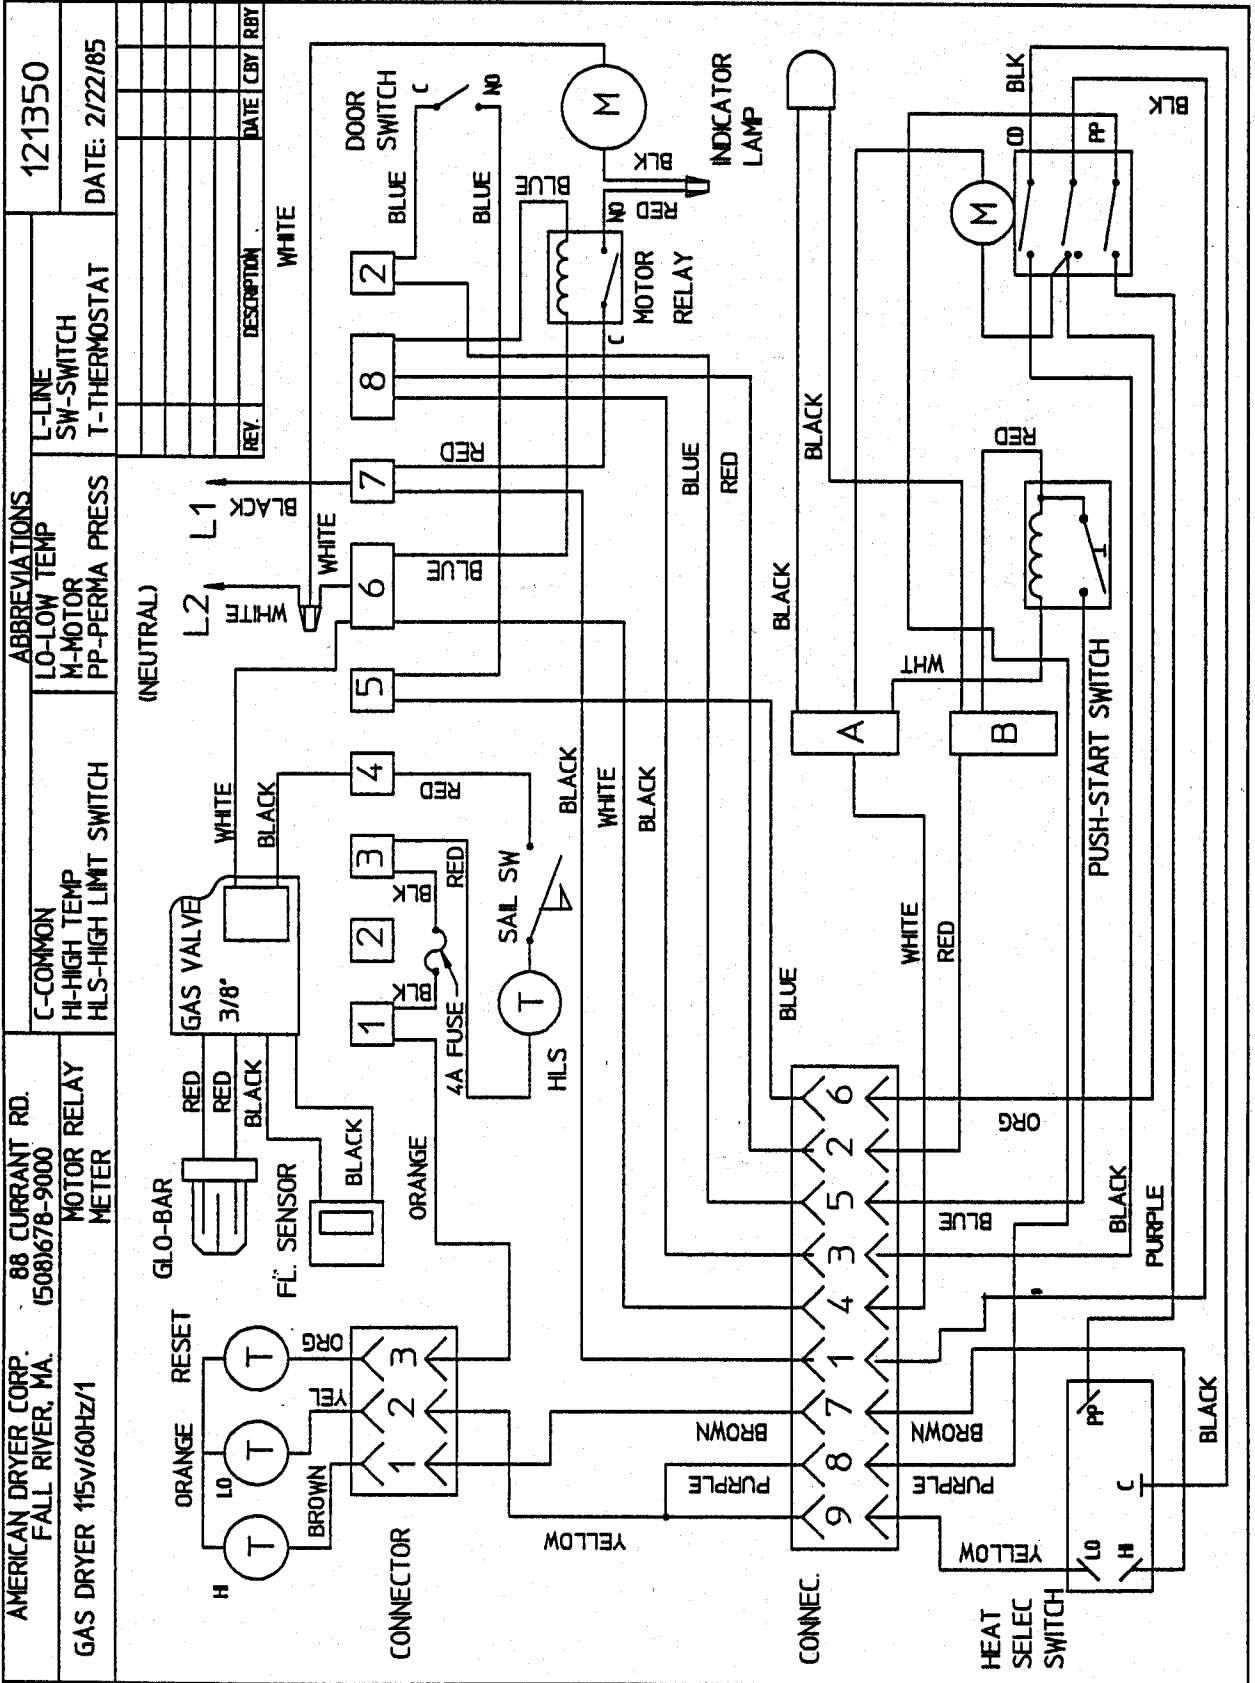 AMERICAN DRYER CORP.
88 CURRANT RD.
FALL RIVER, MA.
(508)678-9000
GAS DRYER 115v/60Hz/1
MOTOR RELAY
METER
ABBREVIATIONS
C-COMMON
HI-HIGH TEMP
HLS-HIGH LIMIT SWITCH
LO-LOW TEMP
M-MOTOR
PP-PERMA PRESS
L-LINE
SW-SWITCH
T-THERMOSTAT
121350
DATE: 2/22/85
REV.
DESCRIPTION
DATE
C.BY
R.BY
(NEUTRAL)
L2
L1
WHITE
WHITE
BLACK
WHITE
GLO-BAR
RED
RED
BLACK
GAS VALVE
3/8"
WHITE
BLACK
FL. SENSOR
BLACK
RESET
ORANGE
HI
LO
T
T
T
BROWN
YEL
ORG
CONNECTOR
1
2
3
ORANGE
1
2
3
4
5
6
7
8
2
BLK
BLK
4A FUSE
RED
RED
HLS
T
SAIL SW
BLUE
RED
DOOR
SWITCH
C
NO
BLUE
BLUE
BLUE
M
NO
RED
BLK
C
MOTOR
RELAY
INDICATOR
LAMP
BLACK
WHITE
BLACK
BLUE
RED
BLUE
YELLOW
PURPLE
BROWN
CONNEC.
9
8
7
1
4
3
5
2
6
YELLOW
PURPLE
BROWN
BLUE
ORG
WHITE
RED
BLACK
BLACK
A
B
WHT
RED
PUSH-START SWITCH
M
CD
PP
BLK
BLK
BLACK
PURPLE
BLACK
HEAT
SELEC
SWITCH
LO
HI
C
PP